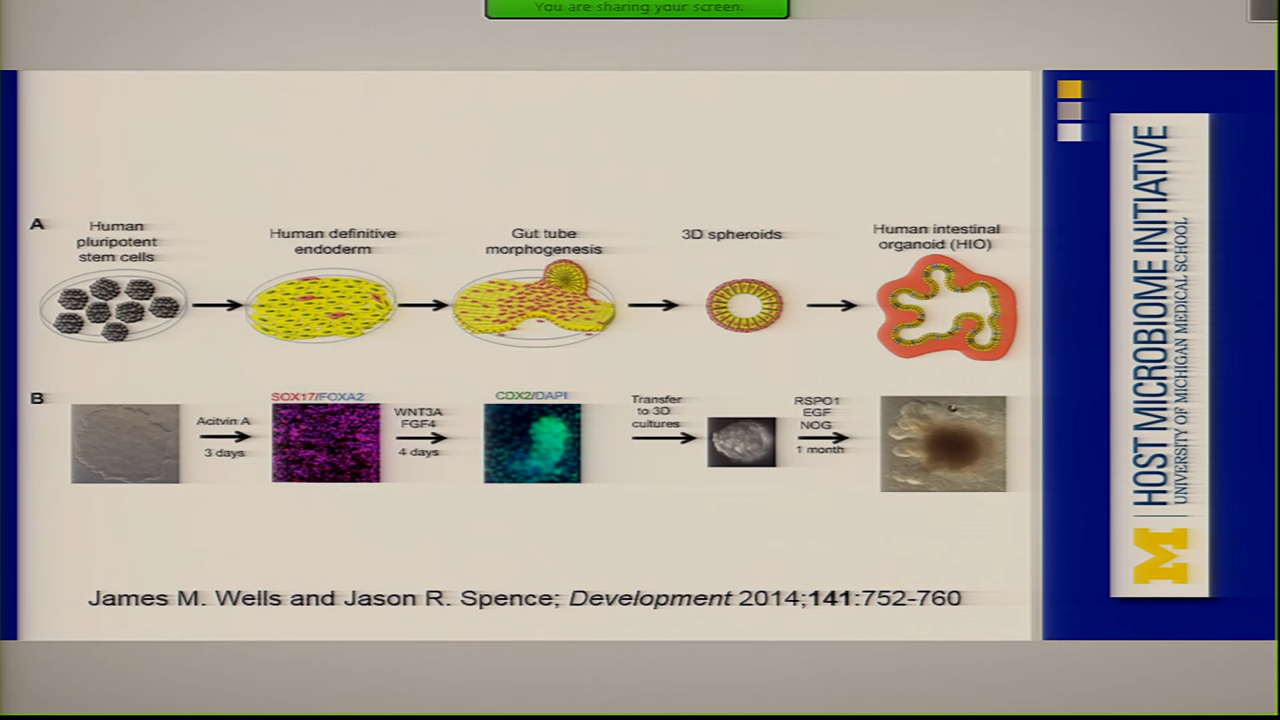 You are sharing your screen.
A
Human
pluripotent
stem cells
Human definitive
endoderm
Gut tube
morphogenesis
3D spheroids
Human intestinal
organoid (HIO)
B
Acitvin A
3 days
SOX17/FOXA2
WNT3A
FGF4
4 days
CDX2/DAPI
Transfer
to 3D
cultures
RSPO1
EGF
NOG
1 month
James M. Wells and Jason R. Spence; Development 2014;141:752-760
M
HOST MICROBIOME INITIATIVE
UNIVERSITY OF MICHIGAN MEDICAL SCHOOL